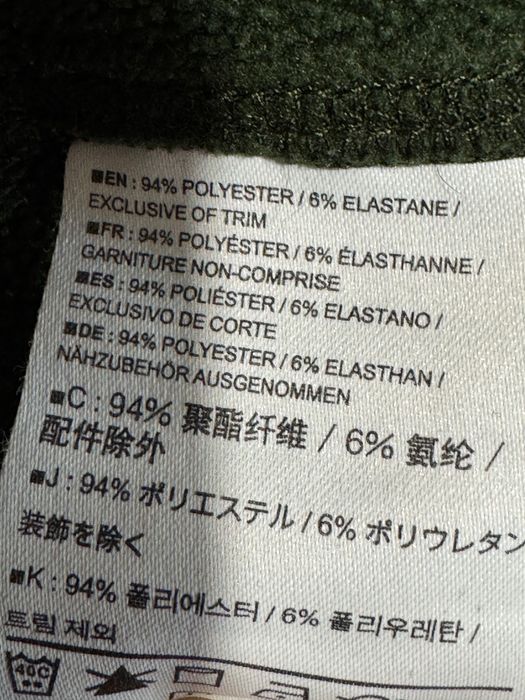 ■EN : 94% POLYESTER / 6% ELASTANE /
EXCLUSIVE OF TRIM
■FR : 94% POLYÉSTER / 6% ÉLASTHANNE /
GARNITURE NON-COMPRISE
■ES : 94% POLIÉSTER / 6% ELASTANO /
EXCLUSIVO DE CORTE
■DE : 94% POLYESTER / 6% ELASTHAN /
NÄHZUBEHÖR AUSGENOMMEN
■C : 94% 聚酯纤维 / 6% 氨纶 /
配件除外
■J : 94% ポリエステル / 6% ポリウレタン
装飾を除く
■K : 94% 폴리에스터 / 6% 폴리우레탄 /
트림 제외
40C